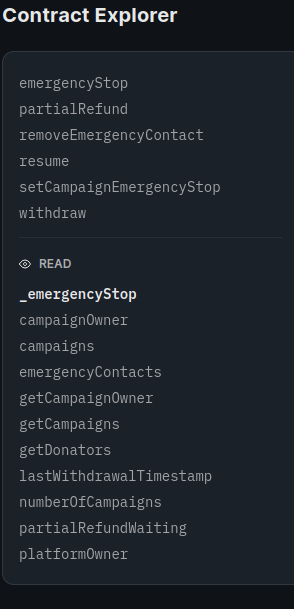 Contract Explorer
emergencyStop
partialRefund
removeEmergencyContact
resume
setCampaignEmergencyStop
withdraw
READ
_emergencyStop
campaignOwner
campaigns
emergencyContacts
getCampaignOwner
getCampaigns
getDonators
lastWithdrawalTimestamp
numberOfCampaigns
partialRefundWaiting
platformOwner